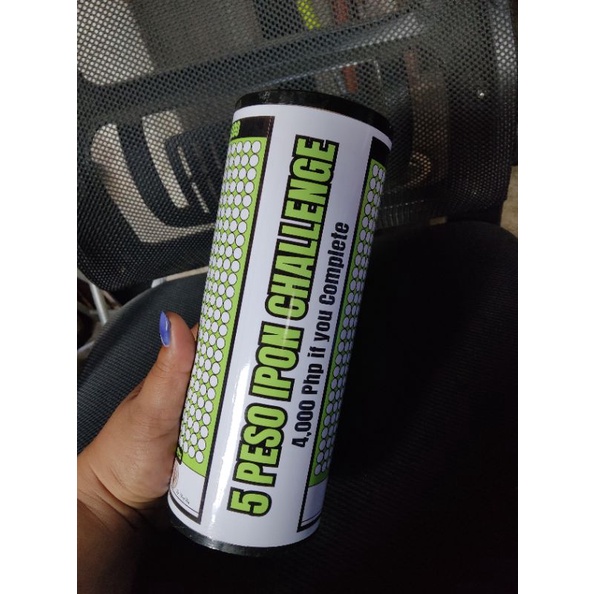 5 PESO IPON CHALLENGE
4,000 Php if you Complete